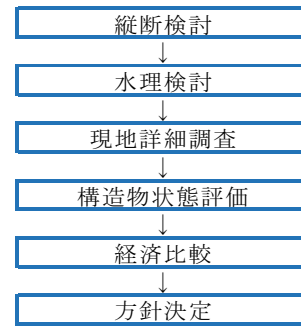 縦断検討
↓
水理検討
↓
現地詳細調査
↓
構造物状態評価
↓
経済比較
↓
方針決定